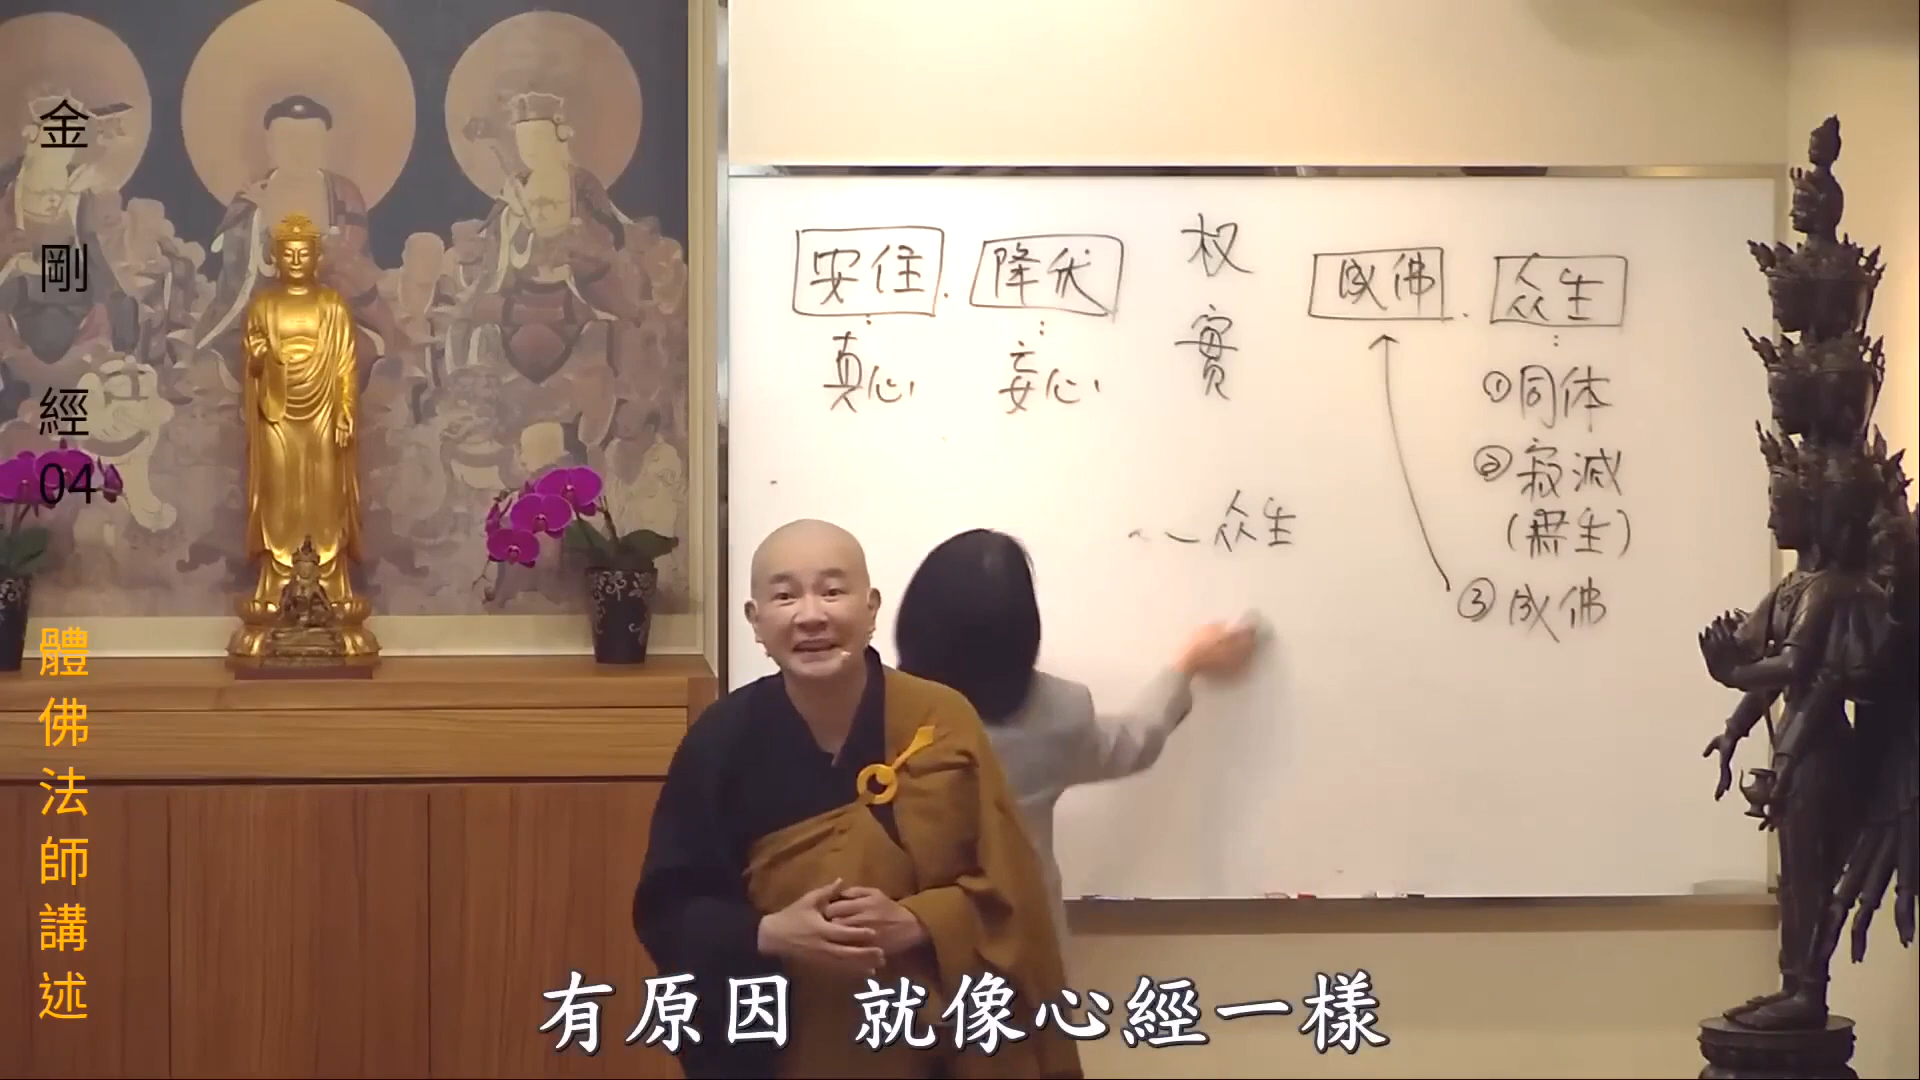 金剛經04
體佛法師講述
安住.降伏
真心 妄心
权
實
成佛.众生
①同体
②寂滅
(無生)
③成佛
众生
有原因 就像心經一樣